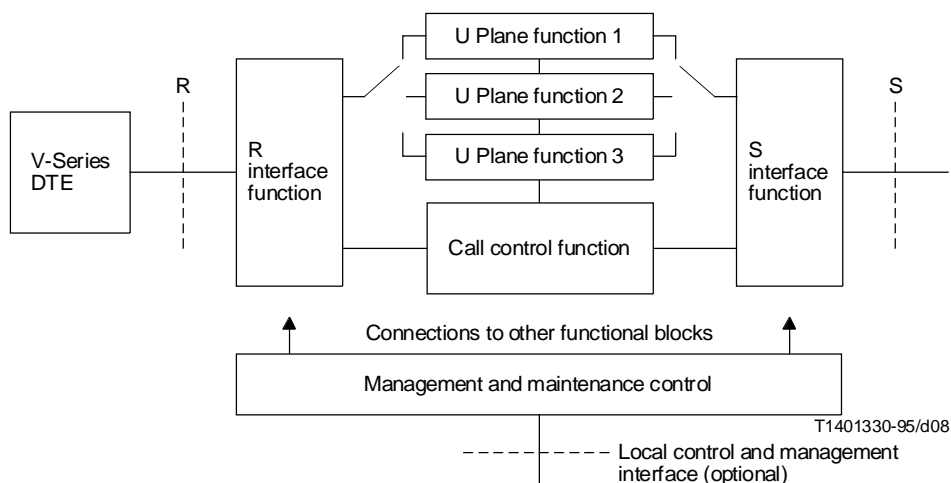 U Plane function 1
R
S
U Plane function 2
V-Series
DTE
R
interface
function
U Plane function 3
S
interface
function
Call control function
Connections to other functional blocks
Management and maintenance control
T1401330-95/d08
Local control and management
interface (optional)